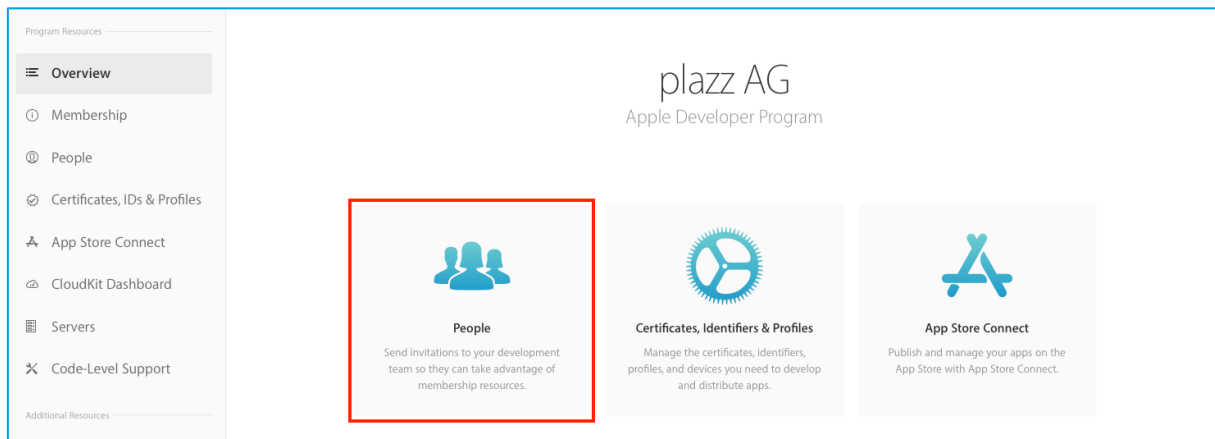 Program Resources
Overview
Membership
People
Certificates, IDs & Profiles
App Store Connect
CloudKit Dashboard
Servers
Code-Level Support
Additional Resources
plazz AG
Apple Developer Program
People
Send invitations to your development
team so they can take advantage of
membership resources.
Certificates, Identifiers & Profiles
Manage the certificates, identifiers,
profiles, and devices you need to develop
and distribute apps.
App Store Connect
Publish and manage your apps on the
App Store with App Store Connect.